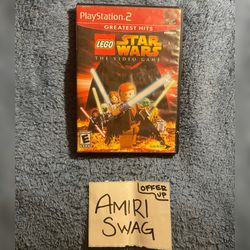 PlayStation 2
GREATEST HITS
LEGO STAR WARS
THE VIDEO GAME
E
OFFER UP
AMIRI
SWAG